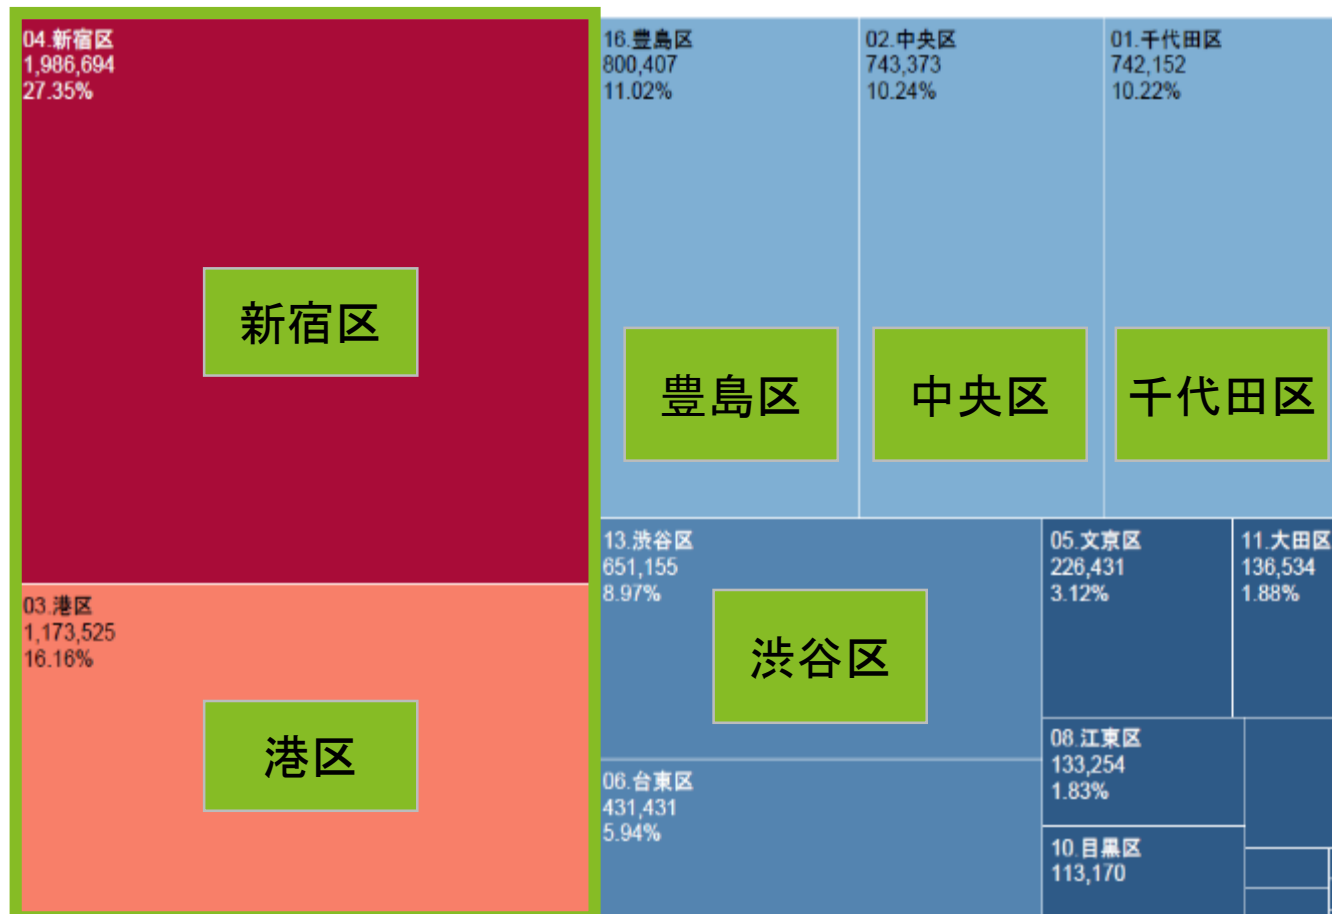 04.新宿区
1,986,694
27.35%
新宿区
03.港区
1,173,525
16.16%
港区
16.豊島区
800,407
11.02%
豊島区
02.中央区
743,373
10.24%
中央区
01.千代田区
742,152
10.22%
千代田区
13.渋谷区
651,155
8.97%
渋谷区
06.台東区
431,431
5.94%
05.文京区
226,431
3.12%
11.大田区
136,534
1.88%
08.江東区
133,254
1.83%
10.目黒区
113,170